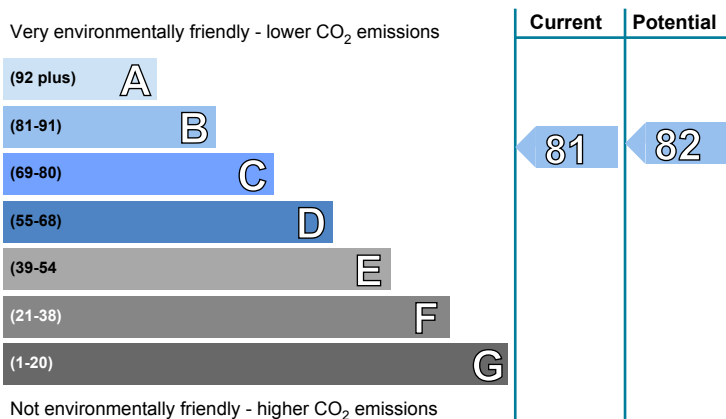 Very environmentally friendly - lower CO2 emissions
Current
Potential
(92 plus) A
(81-91) B
(69-80) C
(55-68) D
(39-54 E
(21-38) F
(1-20) G
81
82
Not environmentally friendly - higher CO2 emissions